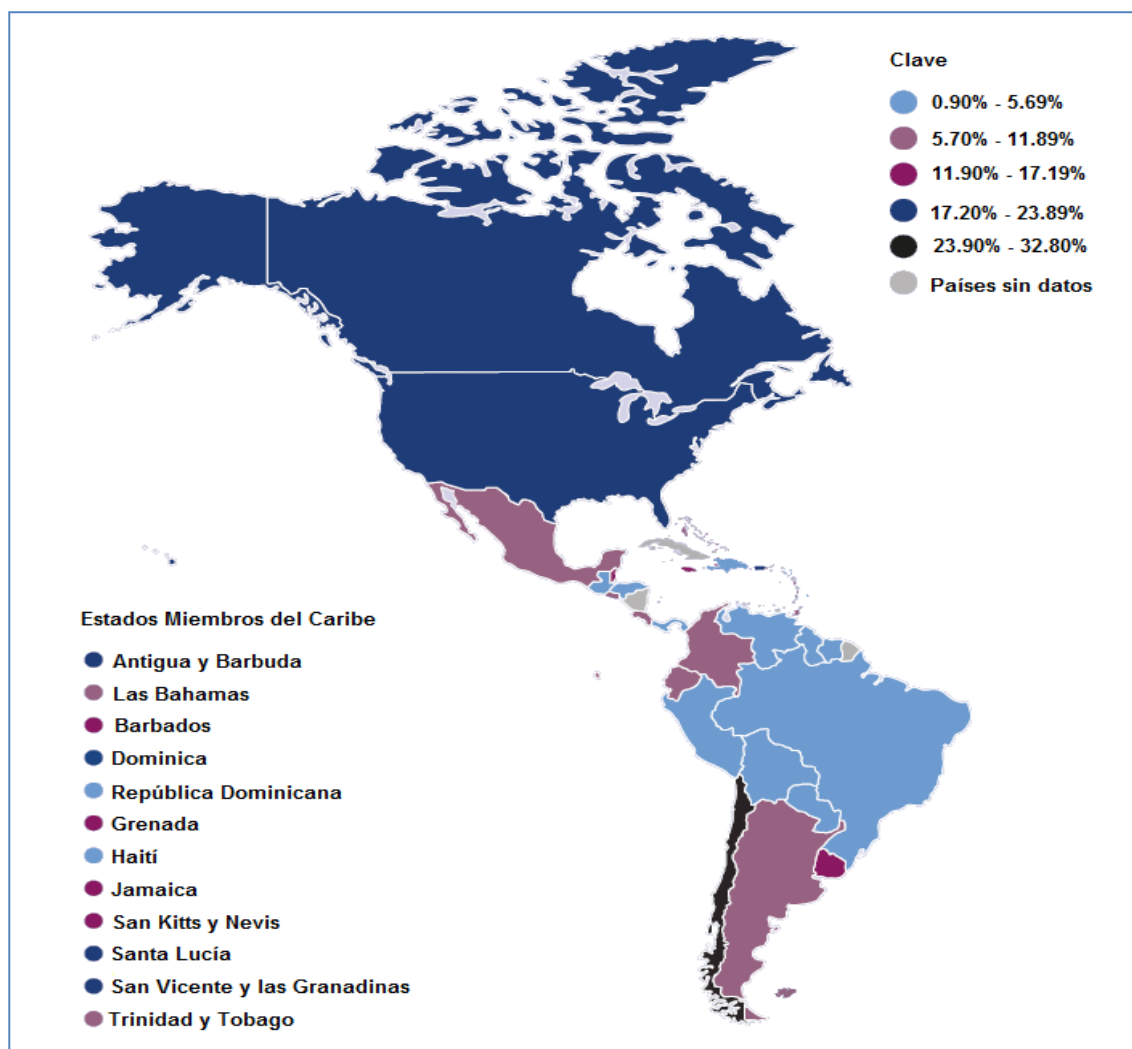 Clave
0.90% - 5.69%
5.70% - 11.89%
11.90% - 17.19%
17.20% - 23.89%
23.90% - 32.80%
Países sin datos
Estados Miembros del Caribe
Antigua y Barbuda
Las Bahamas
Barbados
Dominica
República Dominicana
Grenada
Haití
Jamaica
San Kitts y Nevis
Santa Lucía
San Vicente y las Granadinas
Trinidad y Tobago